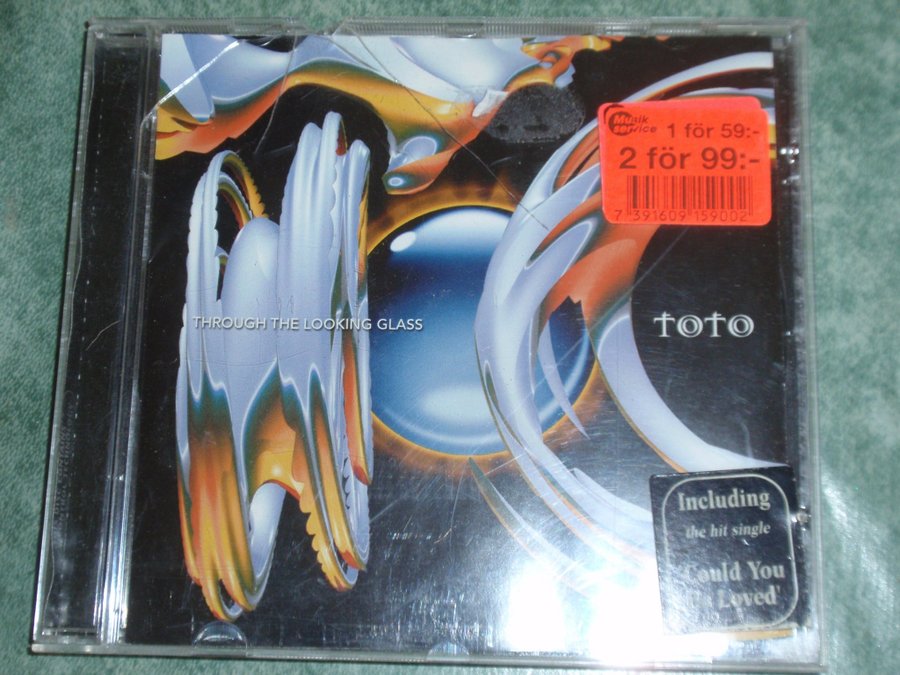 Musik
service
1 för 59:-
2 för 99:-
7 391609 159002
THROUGH THE LOOKING GLASS
TOTO
Including
the hit single
Could You
Loved'